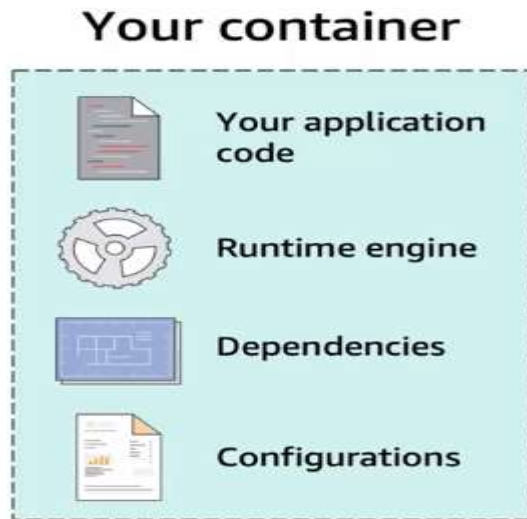 Your container
Your application
code
Runtime engine
Dependencies
Configurations